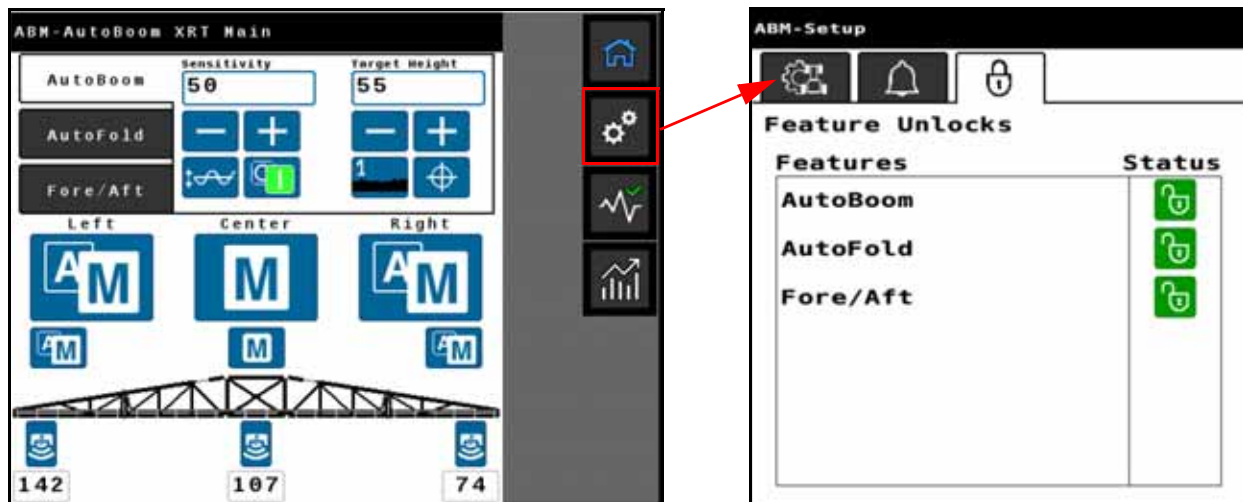 ABM-AutoBoom XRT Main
Sensitivity
Target Height
AutoBoom
50
55
AutoFold
1
Fore/Aft
Left
Center
Right
A M
M
A M
A M
M
A M
142
107
74
ABM-Setup
Feature Unlocks
Features
Status
AutoBoom
AutoFold
Fore/Aft